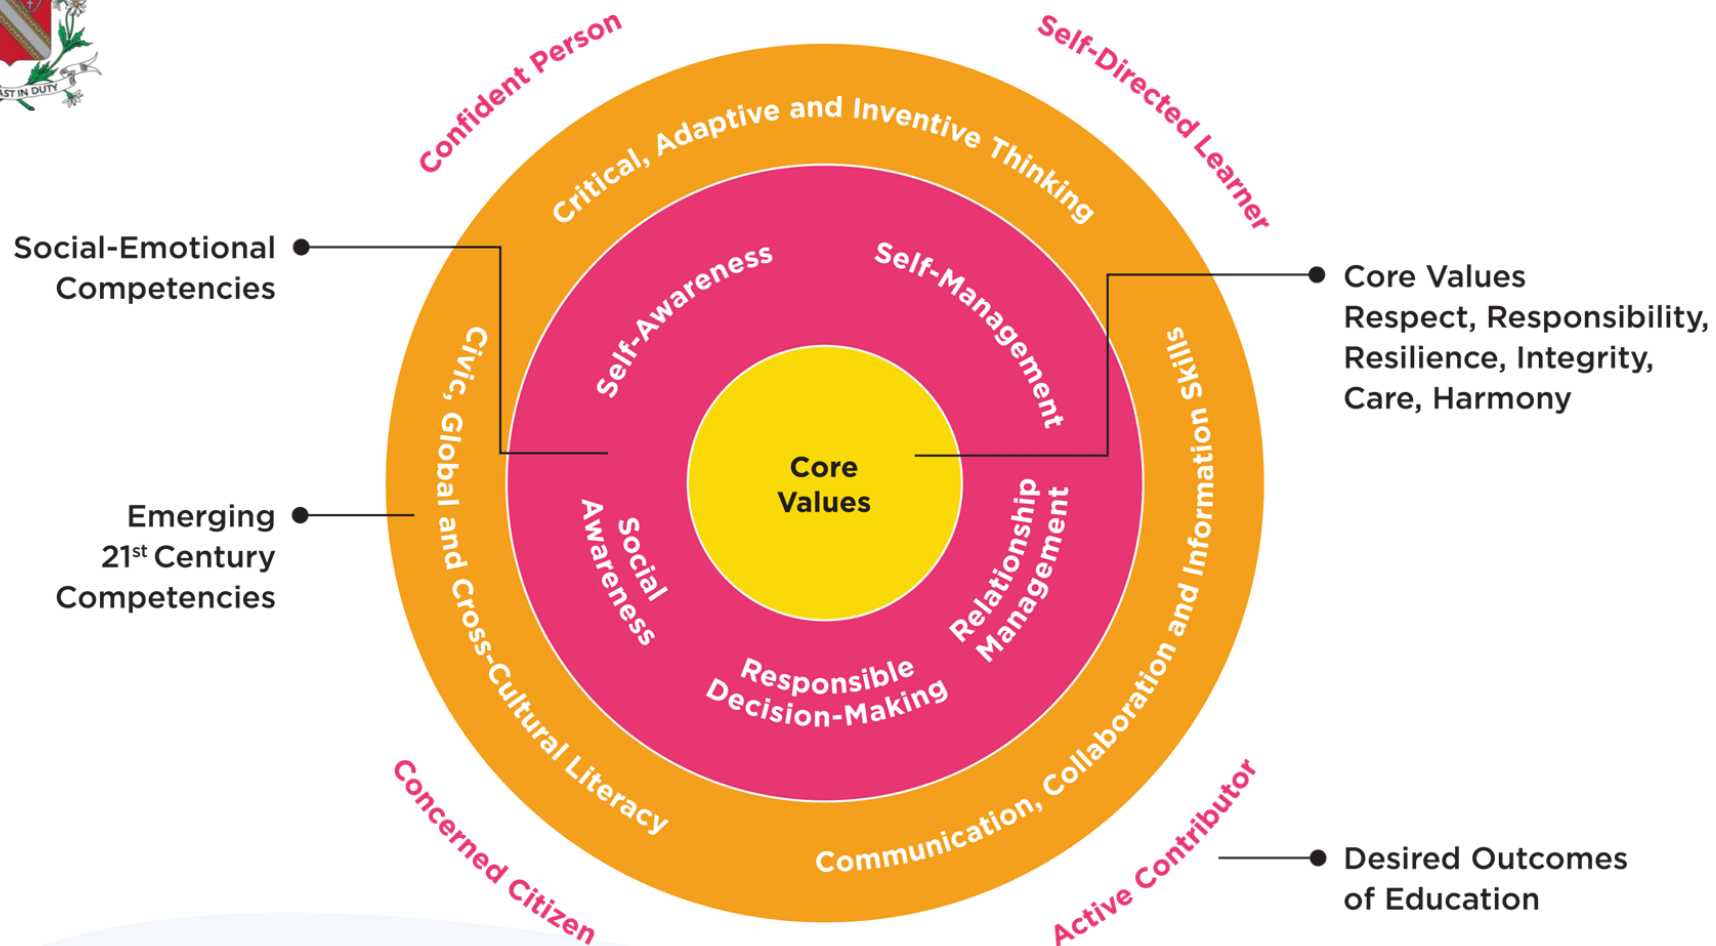 AST IN DUTY
Confident Person
Self-Directed Learner
Critical, Adaptive and Inventive Thinking
Social-Emotional
Competencies
Self-Awareness
Self-Management
Core Values
Respect, Responsibility,
Resilience, Integrity,
Care, Harmony
Civic, Global and Cross-Cultural Literacy
Communication, Collaboration and Information Skills
Core
Values
Emerging
21st Century
Competencies
Social
Awareness
Relationship
Management
Responsible
Decision-Making
Concerned Citizen
Active Contributor
Desired Outcomes
of Education